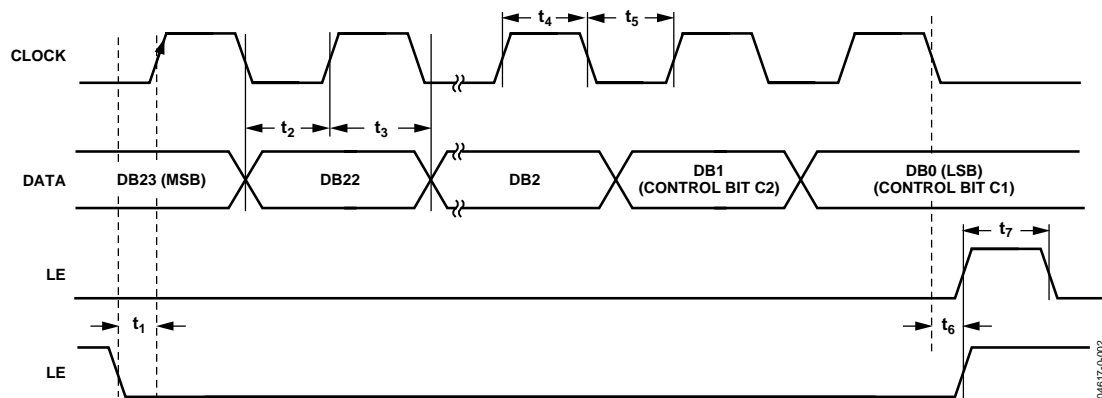 t4
t5
CLOCK
t2
t3
DATA
DB23 (MSB)
DB22
DB2
DB1
(CONTROL BIT C2)
DB0 (LSB)
(CONTROL BIT C1)
t7
LE
t1
t6
LE
04617-0-002